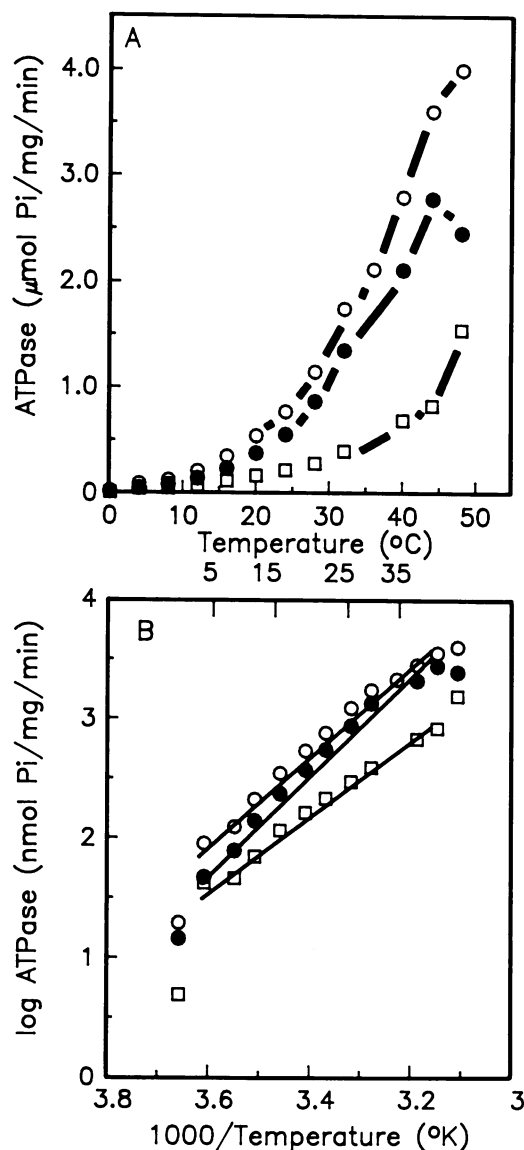 A
4.0
3.0
2.0
1.0
0
ATPase (μmol Pi/mg/min)
0 10 20 30 40 50
Temperature (ºC)
5 15 25 35
B
4
3
2
1
0
log ATPase (nmol Pi/mg/min)
3.8 3.6 3.4 3.2 3
1000/Temperature (ºK)